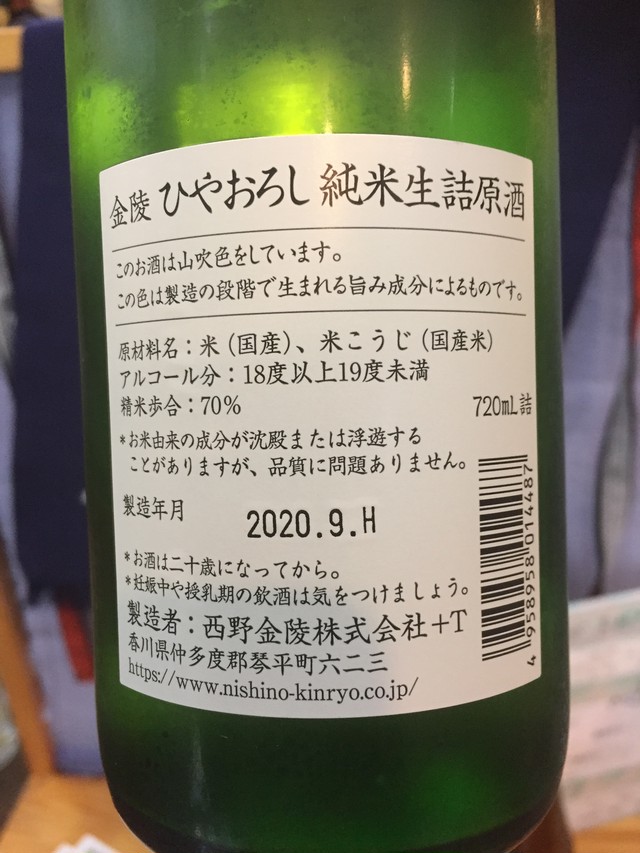 金陵 ひやおろし 純米生詰原酒
このお酒は山吹色をしています。
この色は製造の段階で生まれる旨み成分によるものです。
原材料名：米（国産）、米こうじ（国産米）
アルコール分：18度以上19度未満
精米歩合：70% 720mL詰
*お米由来の成分が沈殿または浮遊する
ことがありますが、品質に問題ありません。
製造年月 2020.9.H
*お酒は二十歳になってから。
*妊娠中や授乳期の飲酒は気をつけましょう。
製造者：西野金陵株式会社+T
香川県仲多度郡琴平町六二三
https://www.nishino-kinryo.co.jp/
4 958958 014487